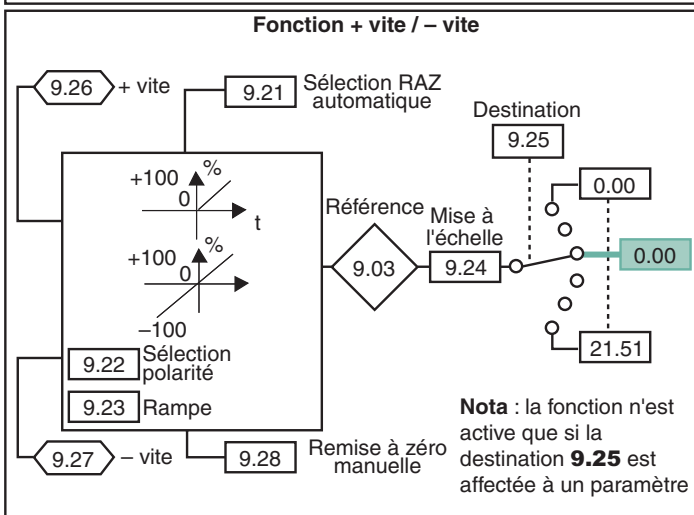 Fonction + vite / – vite
9.26
+ vite
9.21
Sélection RAZ
automatique
Destination
9.25
+100
%
0
t
0.00
Référence
9.03
Mise à
l'échelle
9.24
0.00
+100
%
0
–100
9.22
Sélection
polarité
21.51
9.23
Rampe
9.27
– vite
9.28
Remise à zéro
manuelle
Nota : la fonction n'est
active que si la
destination 9.25 est
affectée à un paramètre